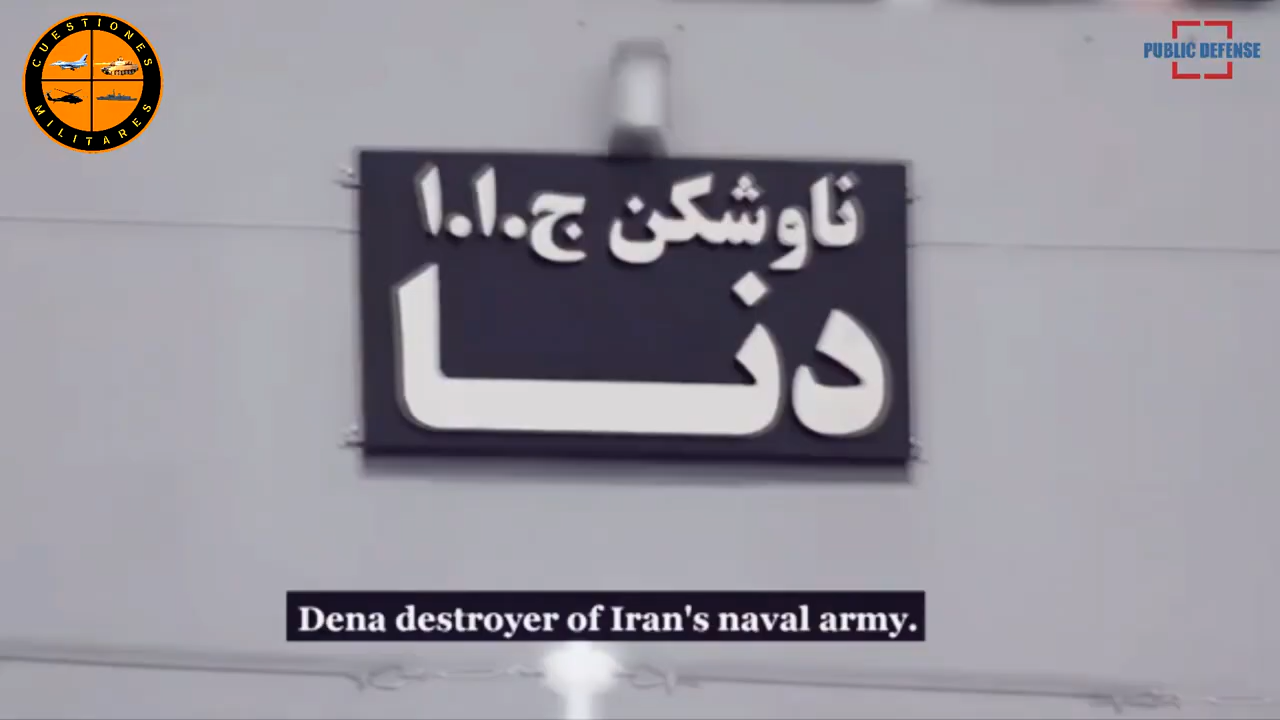 CUESTIONES
MILITARES
PUBLIC DEFENSE
ناوشکن ج.ا.ا
دنا
Dena destroyer of Iran's naval army.